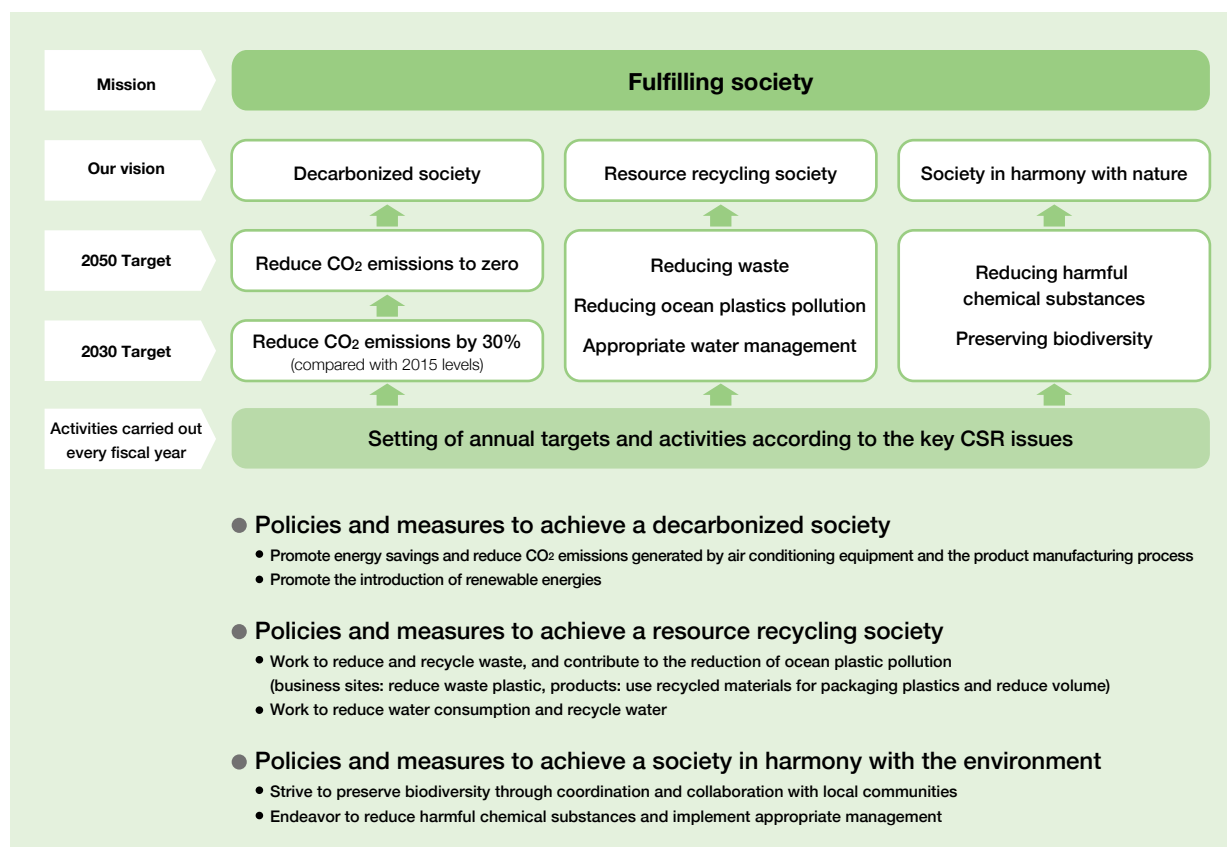 Mission
Fulfilling society
Our vision
Decarbonized society
Resource recycling society
Society in harmony with nature
2050 Target
Reduce CO2 emissions to zero
2030 Target
Reduce CO2 emissions by 30%
(compared with 2015 levels)
Reducing waste
Reducing ocean plastics pollution
Appropriate water management
Reducing harmful
chemical substances
Preserving biodiversity
Activities carried out
every fiscal year
Setting of annual targets and activities according to the key CSR issues
● Policies and measures to achieve a decarbonized society
● Promote energy savings and reduce CO2 emissions generated by air conditioning equipment and the product manufacturing process
● Promote the introduction of renewable energies
● Policies and measures to achieve a resource recycling society
● Work to reduce and recycle waste, and contribute to the reduction of ocean plastic pollution
(business sites: reduce waste plastic, products: use recycled materials for packaging plastics and reduce volume)
● Work to reduce water consumption and recycle water
● Policies and measures to achieve a society in harmony with the environment
● Strive to preserve biodiversity through coordination and collaboration with local communities
● Endeavor to reduce harmful chemical substances and implement appropriate management